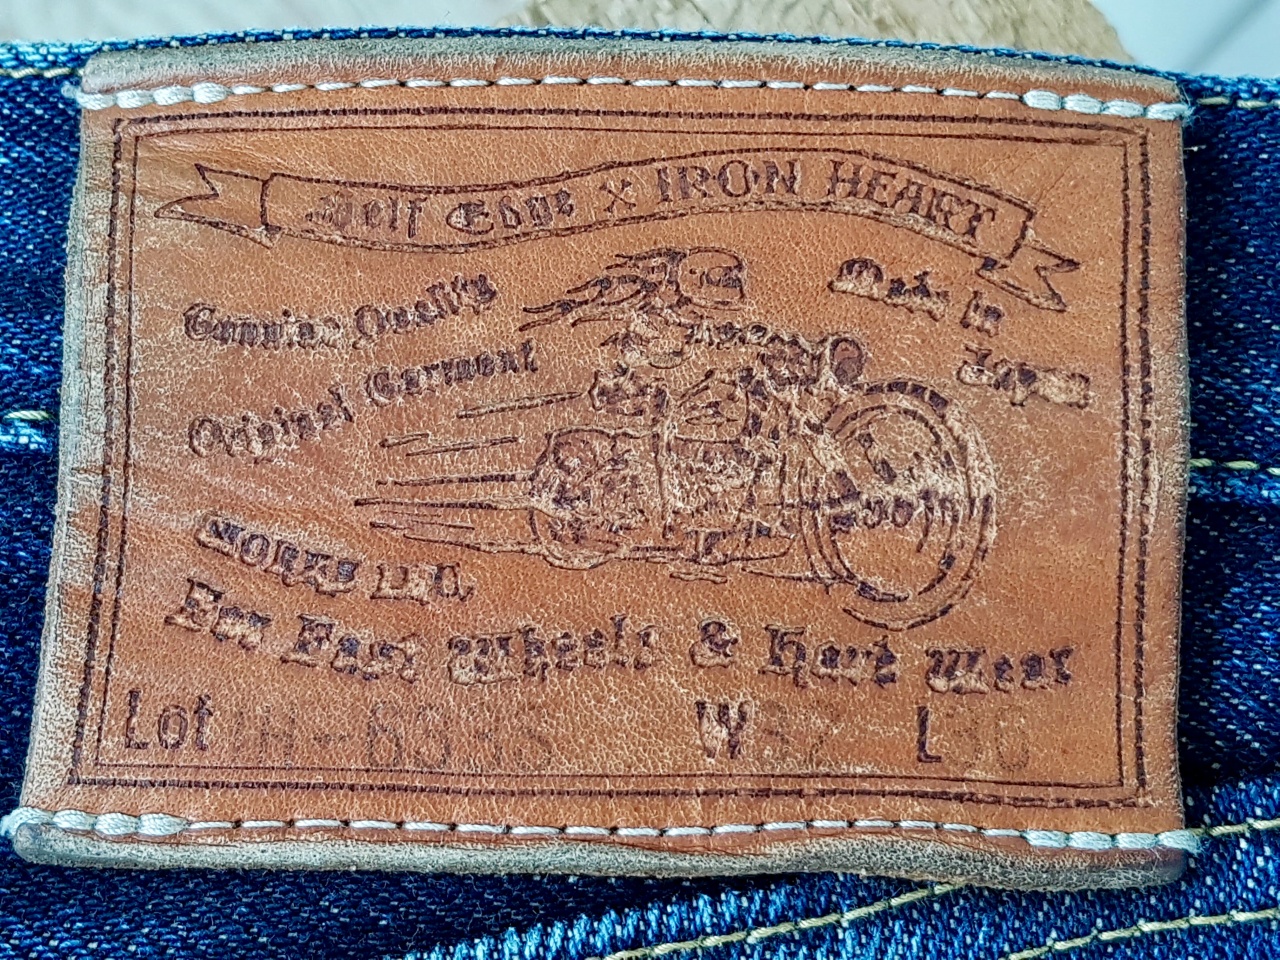 Self Edge X IRON HEART
Genuine Quality
Original Garment
Made in
Japan
WORKS LTD.
For Fast Wheels & Hard Wear
Lot IH-
W L